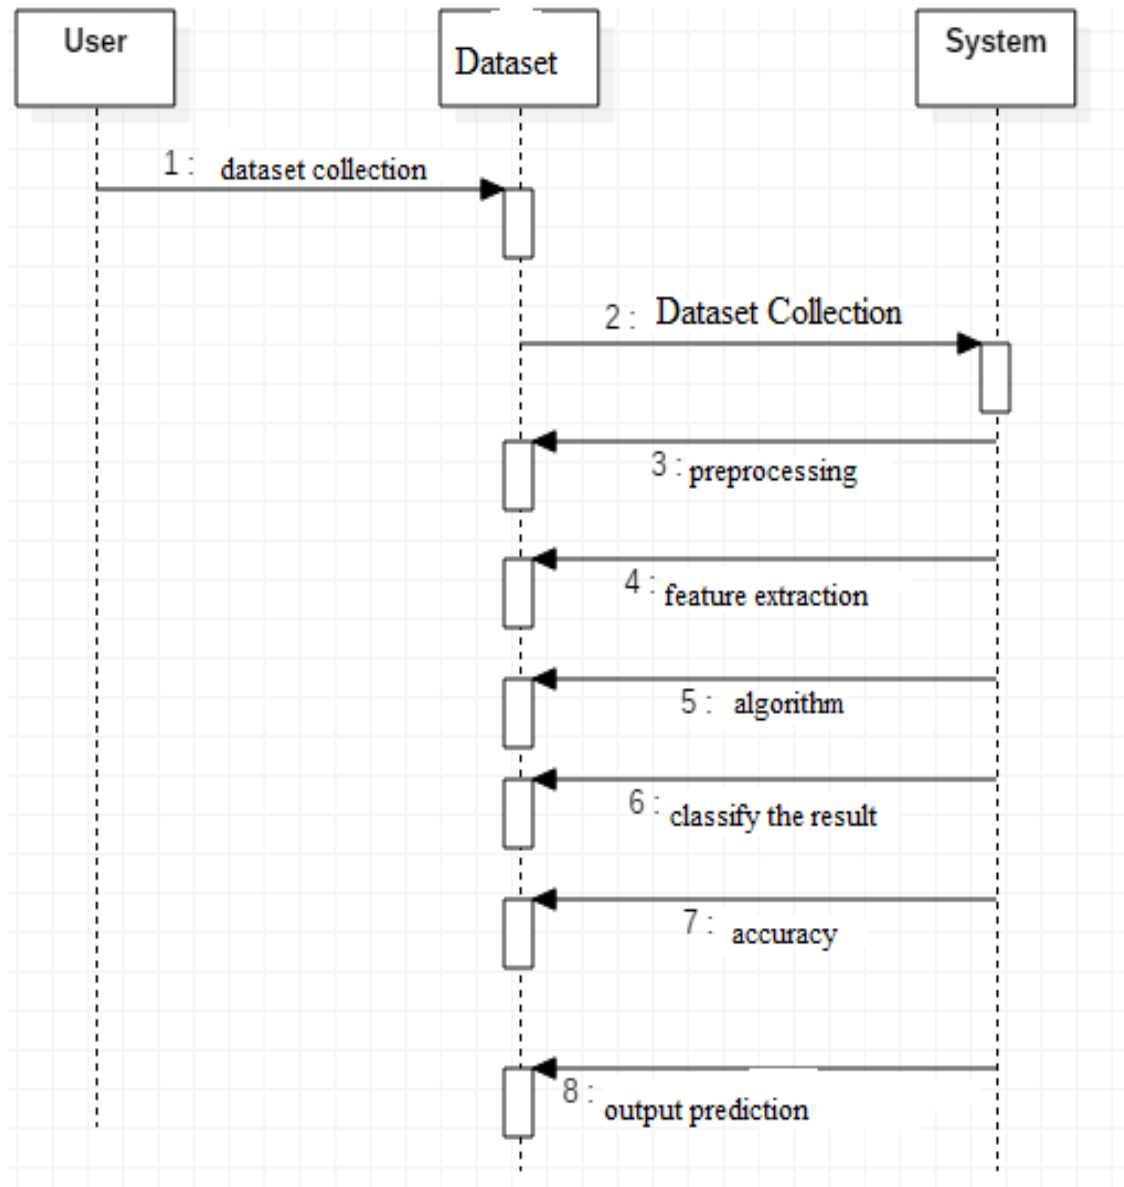 User
Dataset
System
1 : dataset collection
2 : Dataset Collection
3 : preprocessing
4 : feature extraction
5 : algorithm
6 : classify the result
7 : accuracy
8 : output prediction